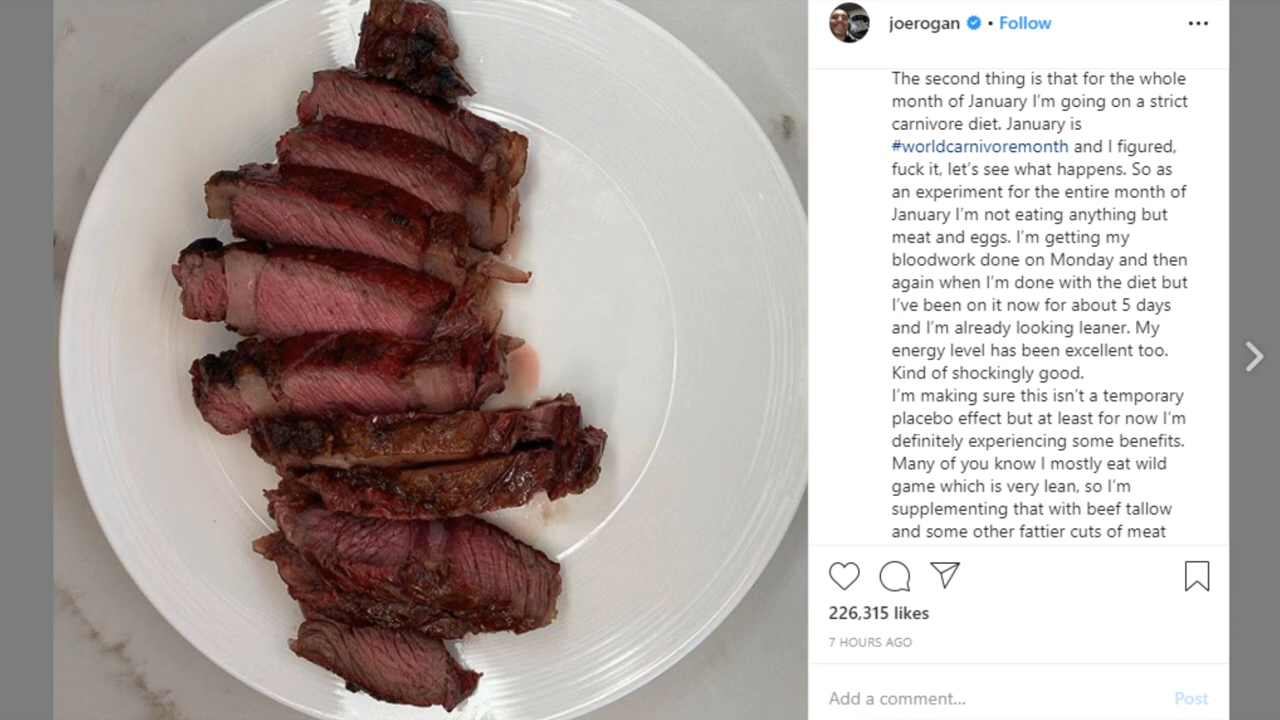 joerogan • Follow
The second thing is that for the whole
month of January I’m going on a strict
carnivore diet. January is
#worldcarnivoremonth and I figured,
fuck it, let’s see what happens. So as
an experiment for the entire month of
January I’m not eating anything but
meat and eggs. I’m getting my
bloodwork done on Monday and then
again when I’m done with the diet but
I’ve been on it now for about 5 days
and I’m already looking leaner. My
energy level has been excellent too.
Kind of shockingly good.
I’m making sure this isn’t a temporary
placebo effect but at least for now I’m
definitely experiencing some benefits.
Many of you know I mostly eat wild
game which is very lean, so I’m
supplementing that with beef tallow
and some other fattier cuts of meat
226,315 likes
7 HOURS AGO
Add a comment... Post